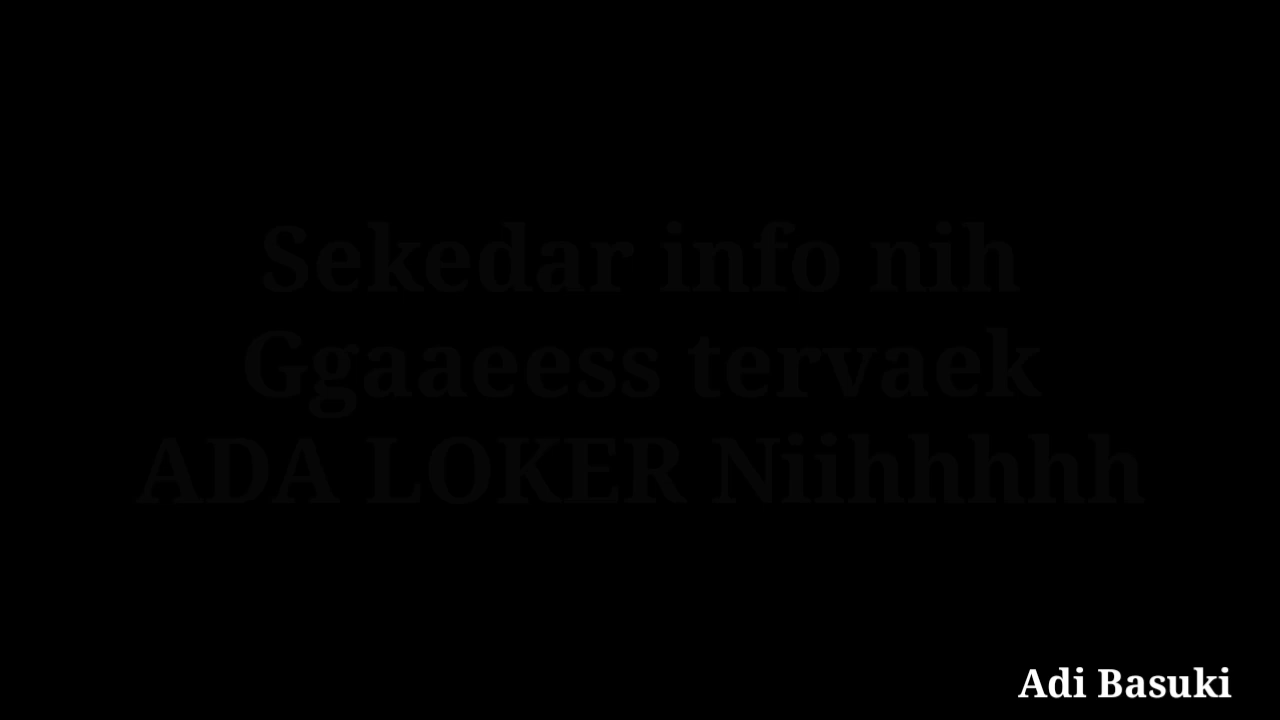 Sekedar info nih
Ggaaeess tervaek
ADA LOKER Niihhhhh
Adi Basuki